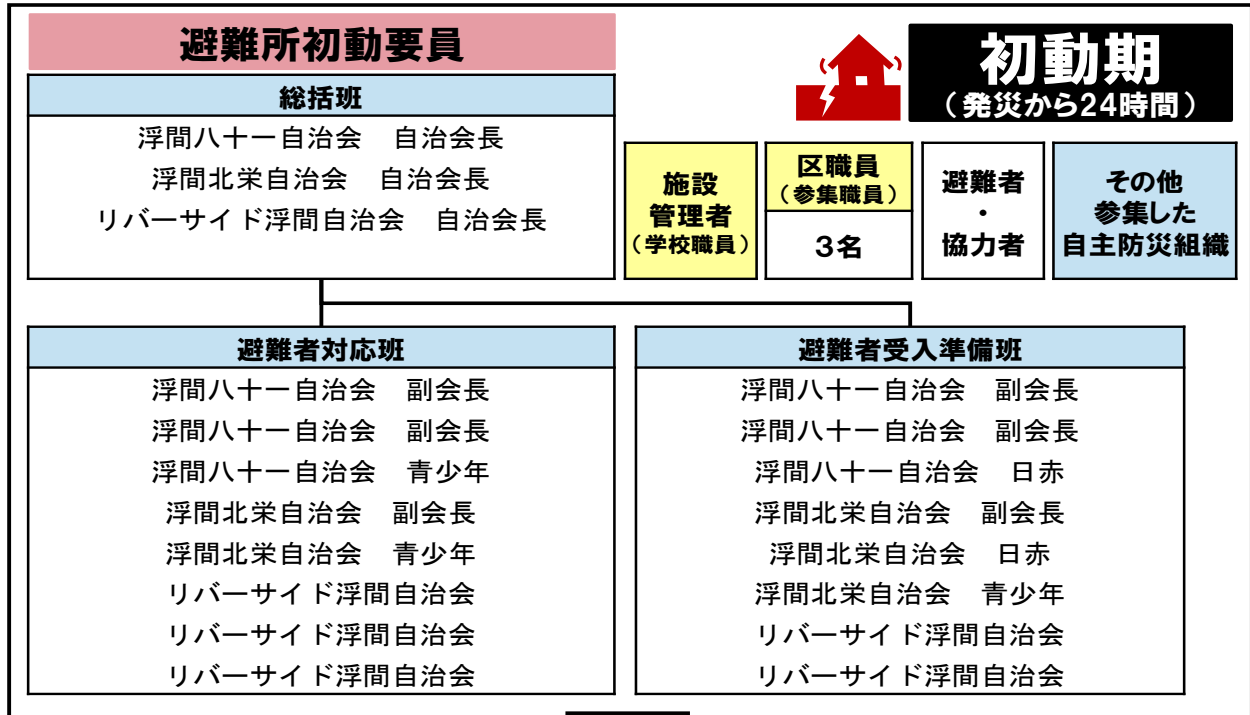 避難所初動要員
初動期
（発災から24時間）
総括班
浮間八十一自治会　自治会長
浮間北栄自治会　自治会長
リバーサイド浮間自治会　自治会長
施設
管理者
（学校職員）
区職員
（参集職員）
3名
避難者
・
協力者
その他
参集した
自主防災組織
避難者対応班
浮間八十一自治会　副会長
浮間八十一自治会　副会長
浮間八十一自治会　青少年
浮間北栄自治会　副会長
浮間北栄自治会　青少年
リバーサイド浮間自治会
リバーサイド浮間自治会
リバーサイド浮間自治会
避難者受入準備班
浮間八十一自治会　副会長
浮間八十一自治会　副会長
浮間八十一自治会　日赤
浮間北栄自治会　副会長
浮間北栄自治会　日赤
浮間北栄自治会　青少年
リバーサイド浮間自治会
リバーサイド浮間自治会